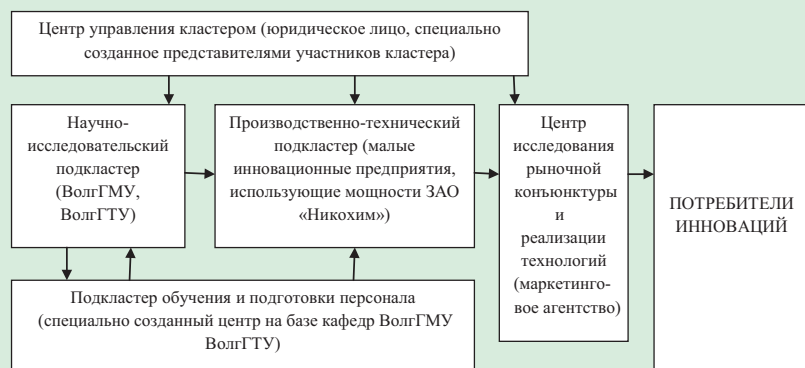 Центр управления кластером (юридическое лицо, специально
созданное представителями участников кластера)
Научно-
исследовательский
подкластер
(ВолгГМУ,
ВолгГТУ)
Производственно-технический
подкластер (малые
инновационные предприятия,
использующие мощности ЗАО
«Никохим»)
Центр
исследования
рыночной
конъюнктуры
и
реализации
технологий
(маркетинго-
вое агентство)
ПОТРЕБИТЕЛИ
ИННОВАЦИЙ
Подкластер обучения и подготовки персонала
(специально созданный центр на базе кафедр ВолгГМУ
ВолгГТУ)